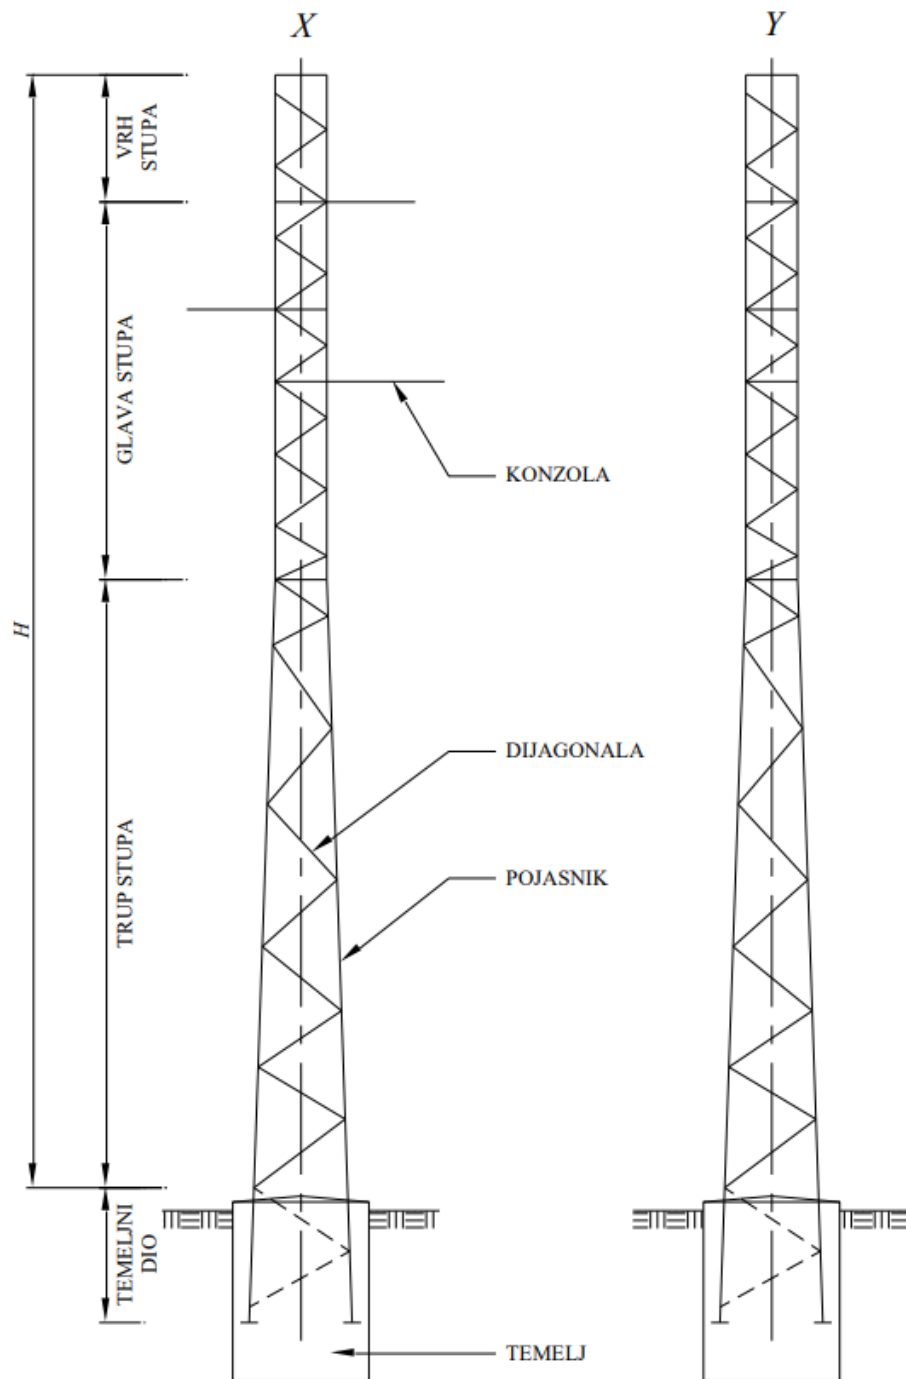 X
Y
VRH
STUPA
GLAVA STUPA
KONZOLA
H
DIJAGONALA
POJASNIK
TRUP STUPA
TEMELJNI
DIO
TEMELJ